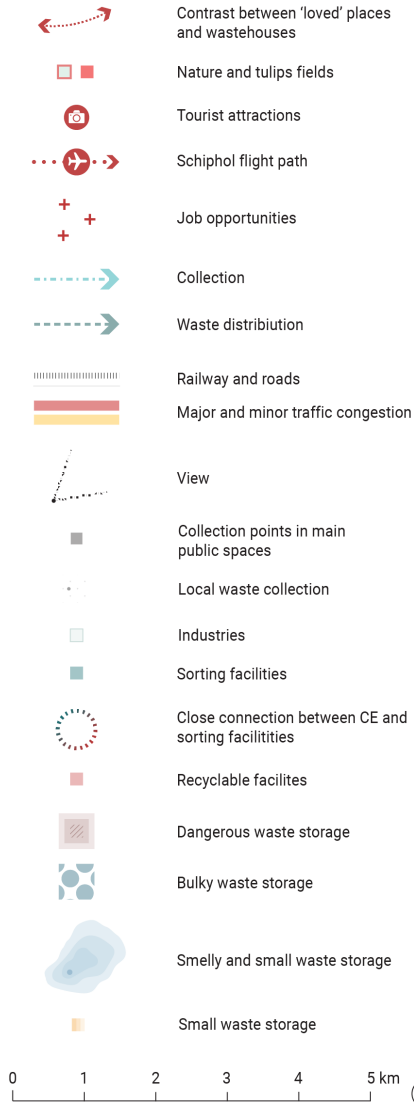 Contrast between ‘loved’ places
and wastehouses
Nature and tulips fields
Tourist attractions
Schiphol flight path
Job opportunities
Collection
Waste distribiution
Railway and roads
Major and minor traffic congestion
View
Collection points in main
public spaces
Local waste collection
Industries
Sorting facilities
Close connection between CE and
sorting facilitities
Recyclable facilites
Dangerous waste storage
Bulky waste storage
Smelly and small waste storage
Small waste storage
0 1 2 3 4 5 km